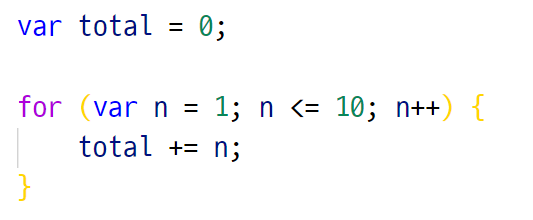 var total = 0;

for (var n = 1; n <= 10; n++) {
    total += n;
}